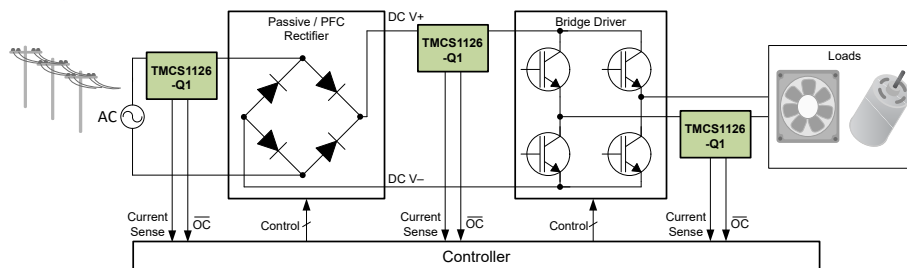 Passive / PFC
Rectifier
DC V+
Bridge Driver
TMCS1126
-Q1
TMCS1126
-Q1
Loads
AC
TMCS1126
-Q1
DC V–
Current
Sense
OC
Control
Current
Sense
OC
Control
Current
Sense
OC
Controller